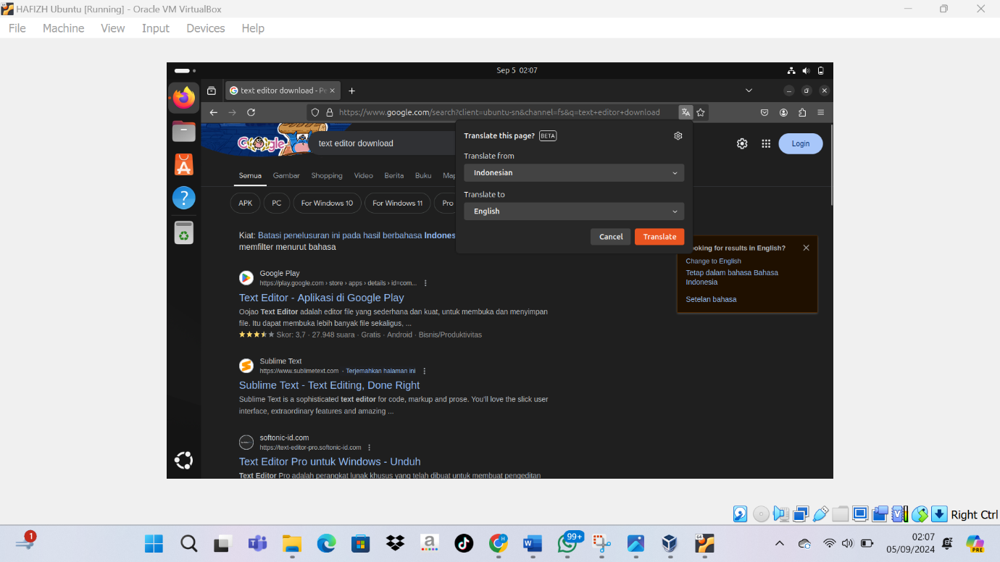 HAFIZH Ubuntu [Running] - Oracle VM VirtualBox
File Machine View Input Devices Help
Sep 5 02:07
text editor download - Pe
https://www.google.com/search?client=ubuntu-sn&channel=fs&q=text+editor+download
Google
text editor download
Login
Translate this page? BETA
Translate from
Indonesian
Translate to
English
Cancel Translate
Semua Gambar Shopping Video Berita Buku Map
APK PC For Windows 10 For Windows 11 Pro
Kiat: Batasi penelusuran ini pada hasil berbahasa Indones
memfilter menurut bahasa
ooking for results in English?
Change to English
Tetap dalam bahasa Bahasa
Indonesia
Setelan bahasa
Google Play
https://play.google.com › store › apps › details › id=com...
Text Editor - Aplikasi di Google Play
Oojao Text Editor adalah editor file yang sederhana dan kuat, untuk membuka dan menyimpan
file. Itu dapat membuka lebih banyak file sekaligus, ...
Skor: 3,7 · 27.948 suara · Gratis · Android · Bisnis/Produktivitas
Sublime Text
https://www.sublimetext.com · Terjemahkan halaman ini
Sublime Text - Text Editing, Done Right
Sublime Text is a sophisticated text editor for code, markup and prose. You'll love the slick user
interface, extraordinary features and amazing ...
softonic-id.com
https://text-editor-pro.softonic-id.com
Text Editor Pro untuk Windows - Unduh
Text Editor Pro adalah perangkat lunak khusus yang telah dibuat untuk membuat pengeditan
Right Ctrl
1
99+
02:07
05/09/2024
PRE